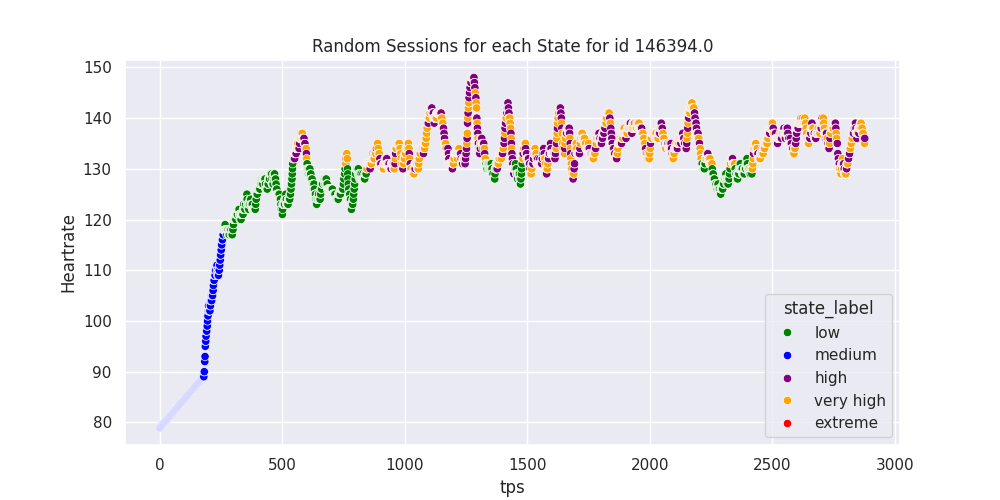 Random Sessions for each State for id 146394.0
150
140
130
120
110
100
90
80
Heartrate
0
500
1000
1500
2000
2500
3000
tps
state_label
low
medium
high
very high
extreme